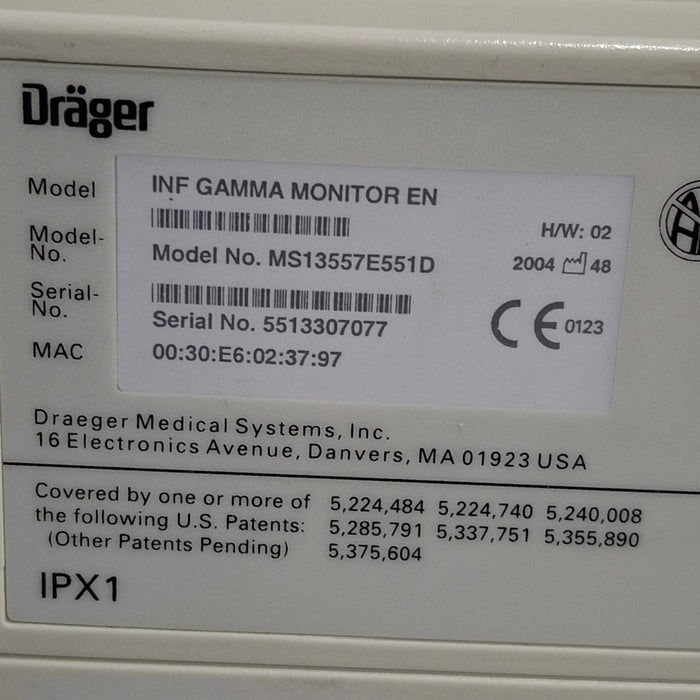 Dräger
Model INF GAMMA MONITOR EN
H/W: 02
Model-No. Model No. MS13557E551D
2004 48
Serial-No. Serial No. 5513307077
CE 0123
MAC 00:30:E6:02:37:97
Draeger Medical Systems, Inc.
16 Electronics Avenue, Danvers, MA 01923 USA
Covered by one or more of 5,224,484 5,224,740 5,240,008
the following U.S. Patents: 5,285,791 5,337,751 5,355,890
(Other Patents Pending) 5,375,604
IPX1